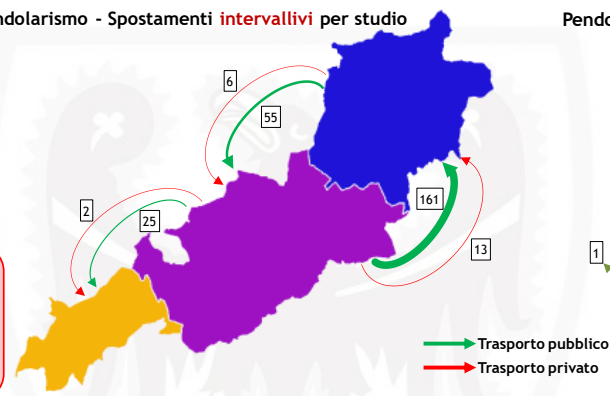 ndolarismo - Spostamenti intervallivi per studio
Pendo
6
55
2
25
161
13
1
Trasporto pubblico
Trasporto privato